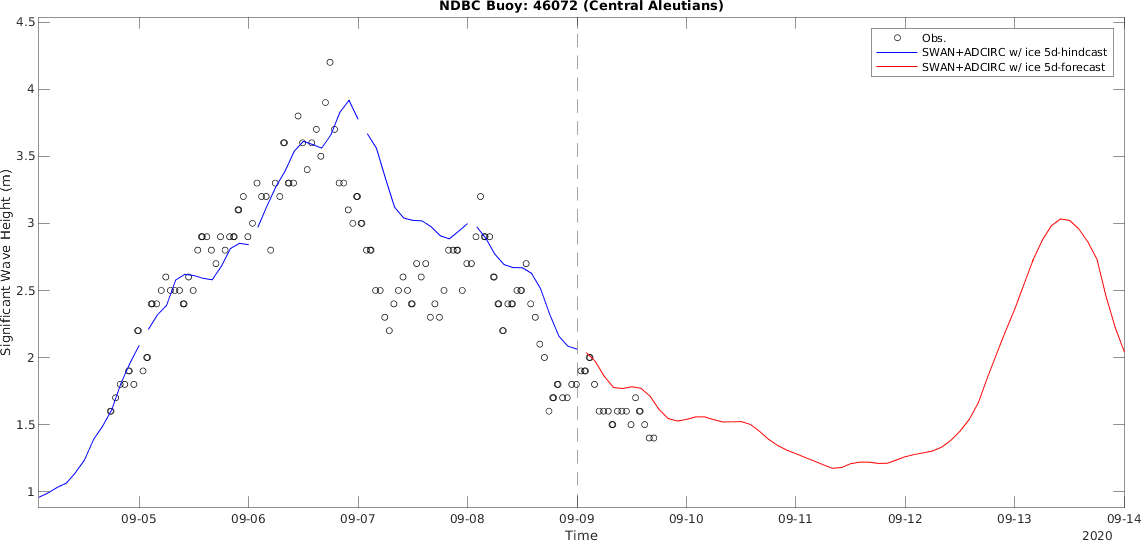 NDBC Buoy: 46072 (Central Aleutians)
Obs.
SWAN+ADCIRC w/ ice 5d-hindcast
SWAN+ADCIRC w/ ice 5d-forecast
Significant Wave Height (m)
4.5
4
3.5
3
2.5
2
1.5
1
09-05 09-06 09-07 09-08 09-09 09-10 09-11 09-12 09-13 09-14
Time
2020